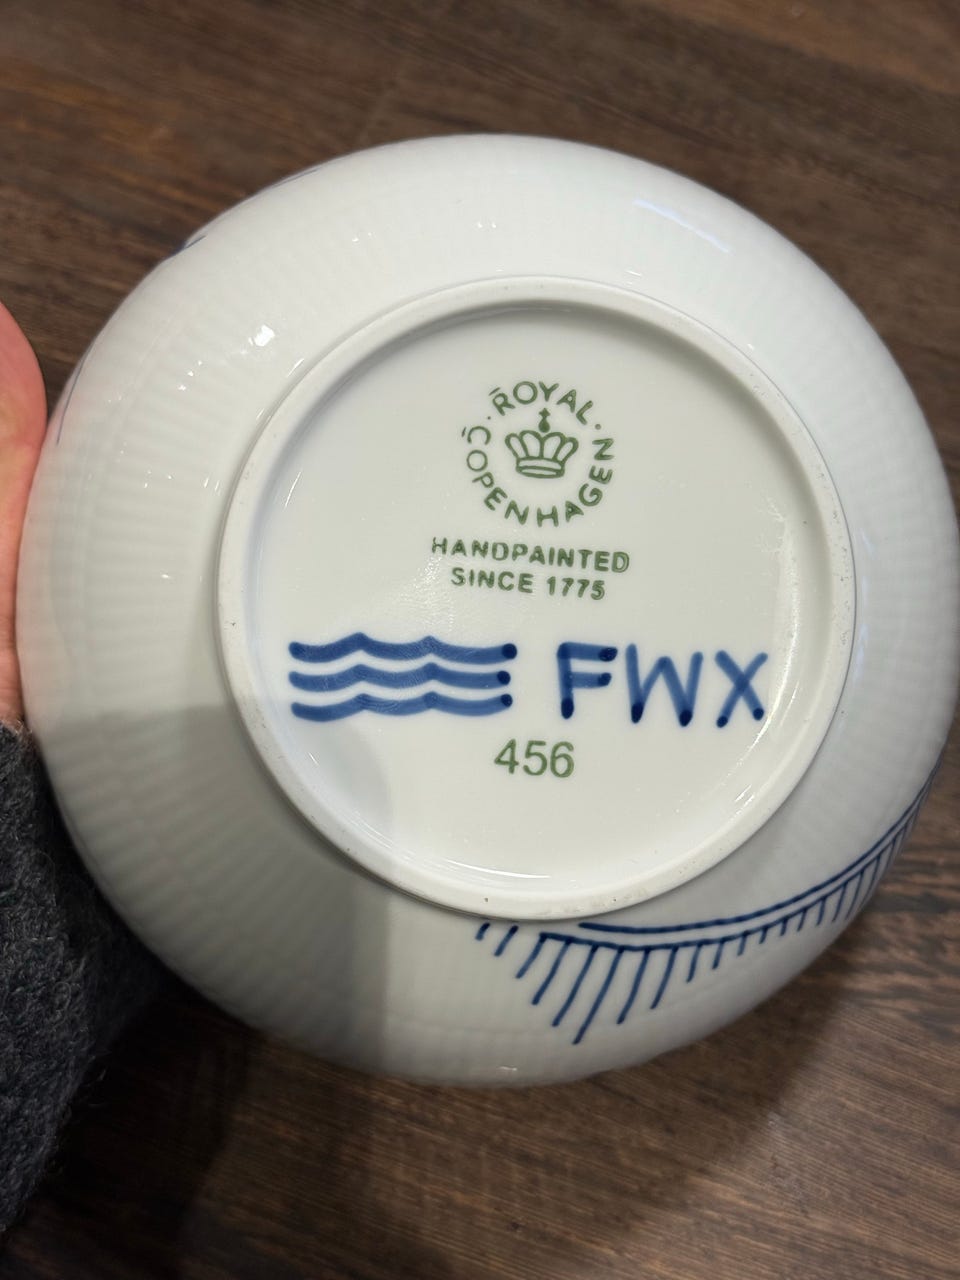 ROYAL
COPENHAGEN
HANDPAINTED
SINCE 1775
FWX
456